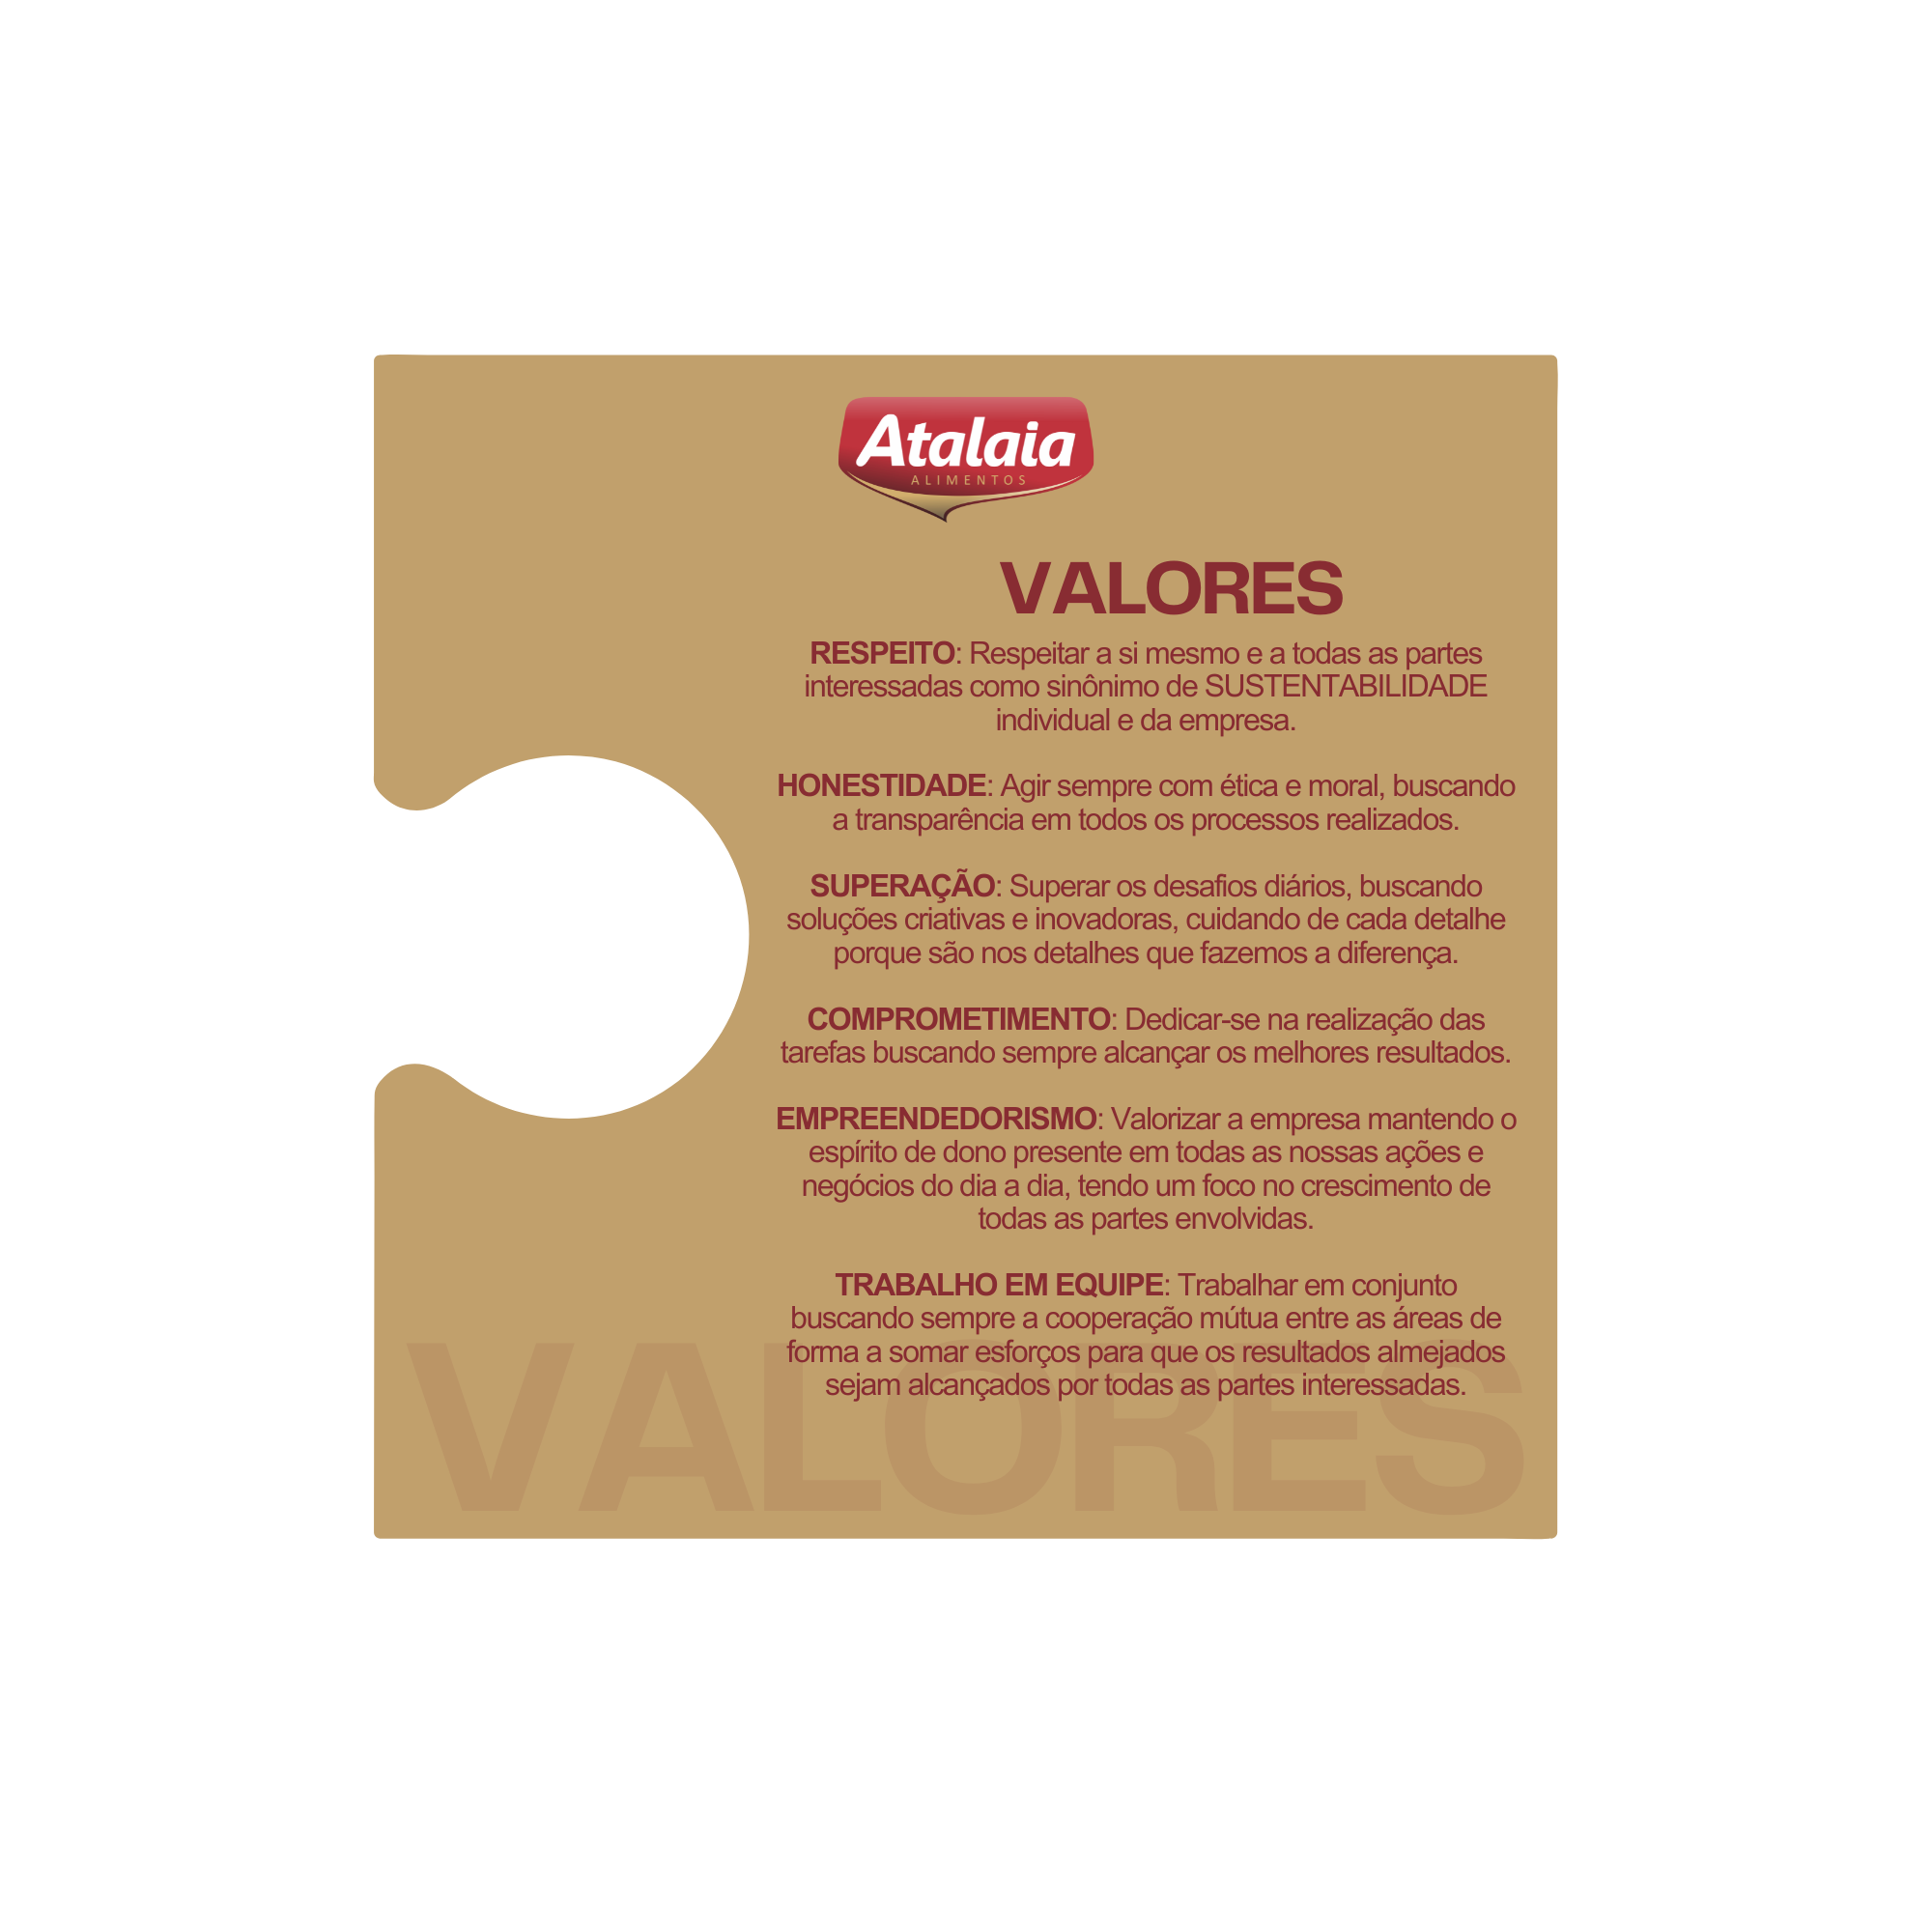 Atalaia
ALIMENTOS
VALORES
RESPEITO: Respeitar a si mesmo e a todas as partes
interessadas como sinônimo de SUSTENTABILIDADE
individual e da empresa.
HONESTIDADE: Agir sempre com ética e moral, buscando
a transparência em todos os processos realizados.
SUPERAÇÃO: Superar os desafios diários, buscando
soluções criativas e inovadoras, cuidando de cada detalhe
porque são nos detalhes que fazemos a diferença.
COMPROMETIMENTO: Dedicar-se na realização das
tarefas buscando sempre alcançar os melhores resultados.
EMPREENDEDORISMO: Valorizar a empresa mantendo o
espírito de dono presente em todas as nossas ações e
negócios do dia a dia, tendo um foco no crescimento de
todas as partes envolvidas.
TRABALHO EM EQUIPE: Trabalhar em conjunto
buscando sempre a cooperação mútua entre as áreas de
forma a somar esforços para que os resultados almejados
sejam alcançados por todas as partes interessadas.
VALORES